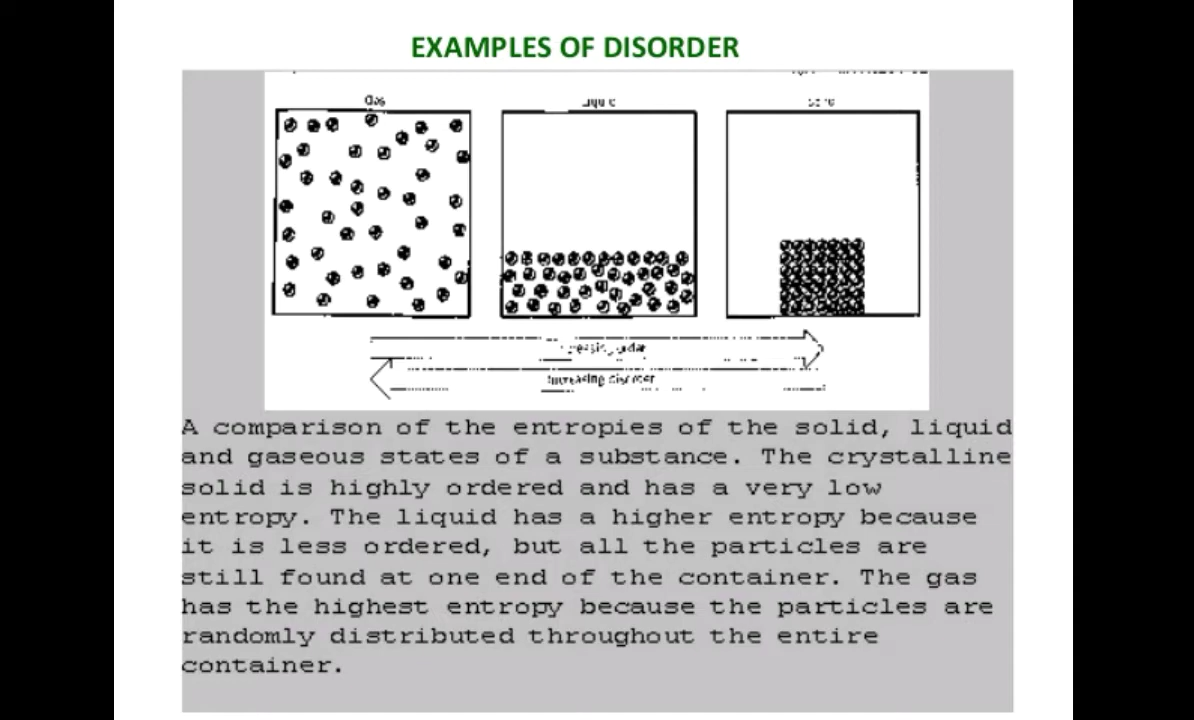 EXAMPLES OF DISORDER
Gas
Increasing disorder
A comparison of the entropies of the solid, liquid
and gaseous states of a substance. The crystalline
solid is highly ordered and has a very low
entropy. The liquid has a higher entropy because
it is less ordered, but all the particles are
still found at one end of the container. The gas
has the highest entropy because the particles are
randomly distributed throughout the entire
container.